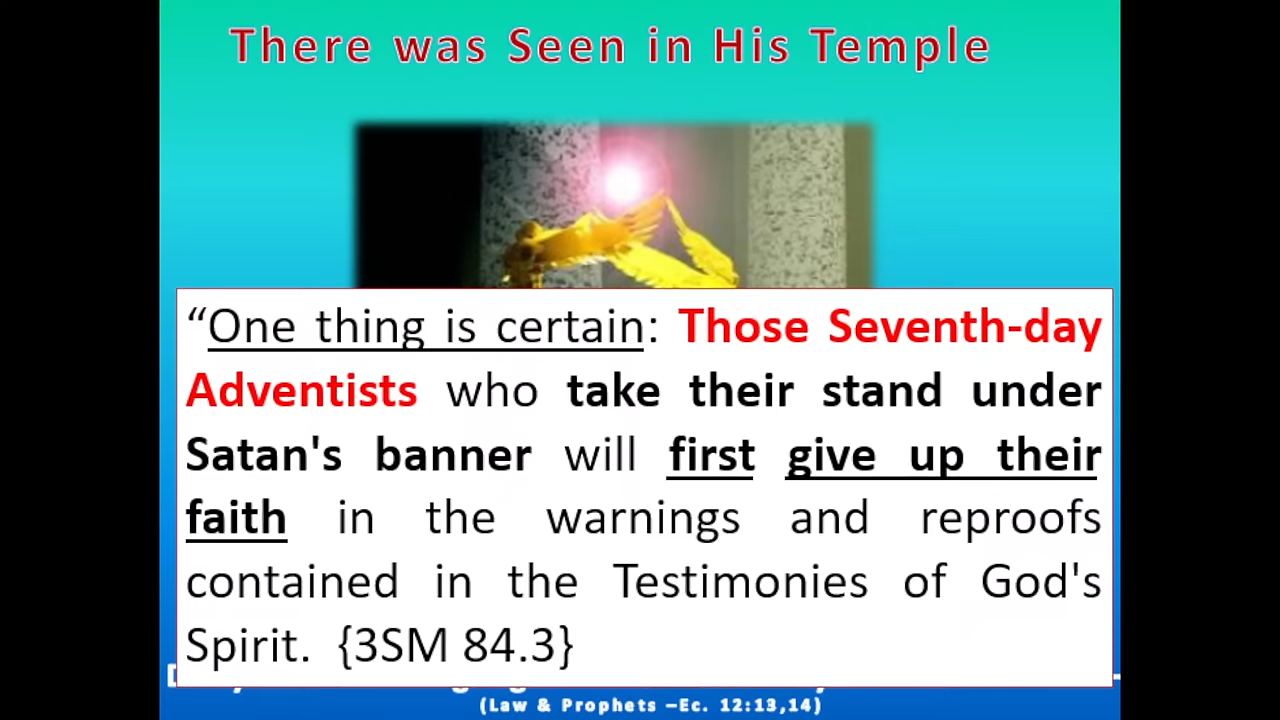 There was Seen in His Temple
“One thing is certain: Those Seventh-day
Adventists who take their stand under
Satan's banner will first give up their
faith in the warnings and reproofs
contained in the Testimonies of God's
Spirit. {3SM 84.3}
(Law & Prophets –Ec. 12:13,14)